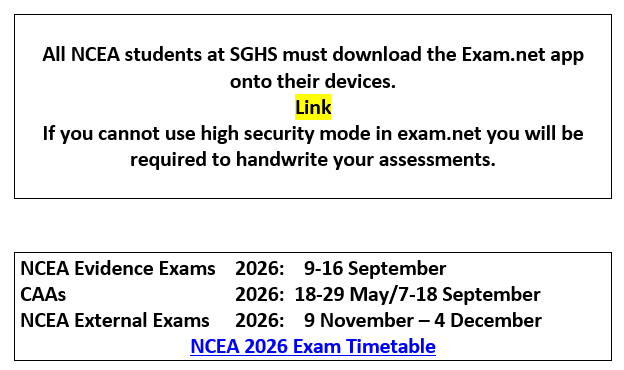 All NCEA students at SGHS must download the Exam.net app
onto their devices.
Link
If you cannot use high security mode in exam.net you will be
required to handwrite your assessments.
NCEA Evidence Exams 2026: 9-16 September
CAAs 2026: 18-29 May/7-18 September
NCEA External Exams 2026: 9 November – 4 December
NCEA 2026 Exam Timetable